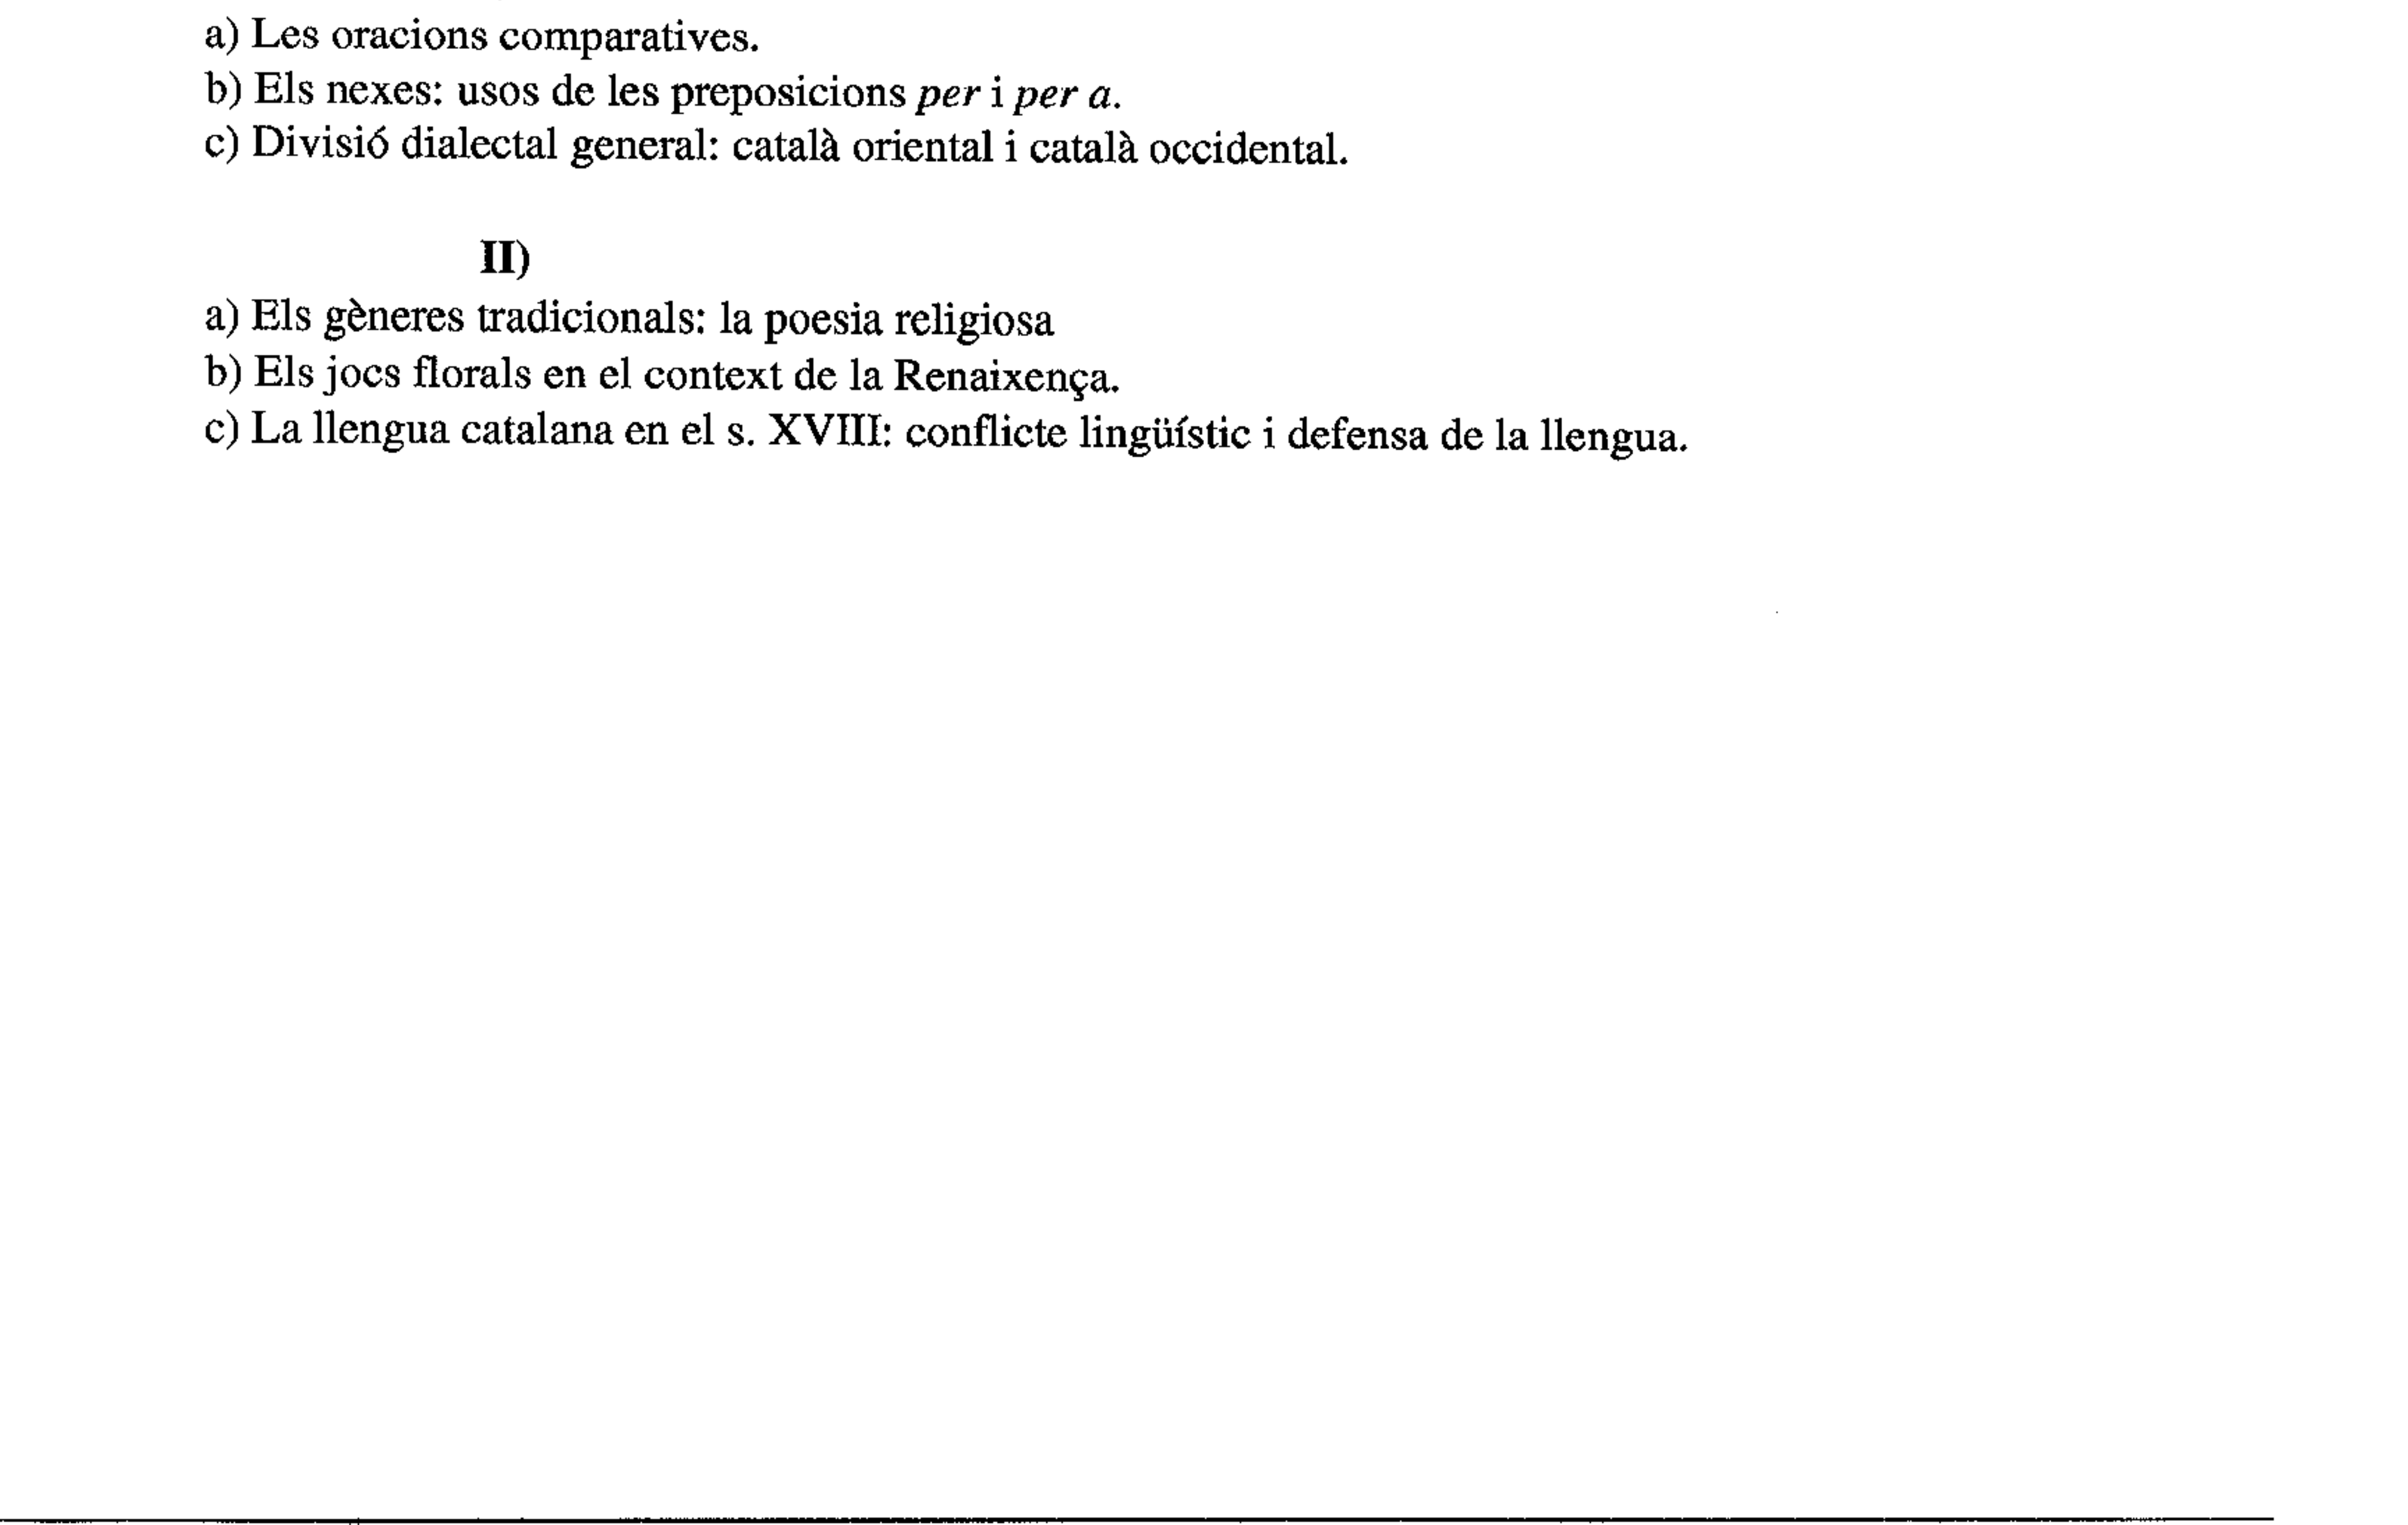 a) Les oracions comparatives.
b) Els nexes: usos de les preposicions per i per a.
c) Divisió dialectal general: català oriental i català occidental.
II)
a) Els gèneres tradicionals: la poesia religiosa
b) Els jocs florals en el context de la Renaixença.
c) La llengua catalana en el s. XVIII: conflicte lingüístic i defensa de la llengua.